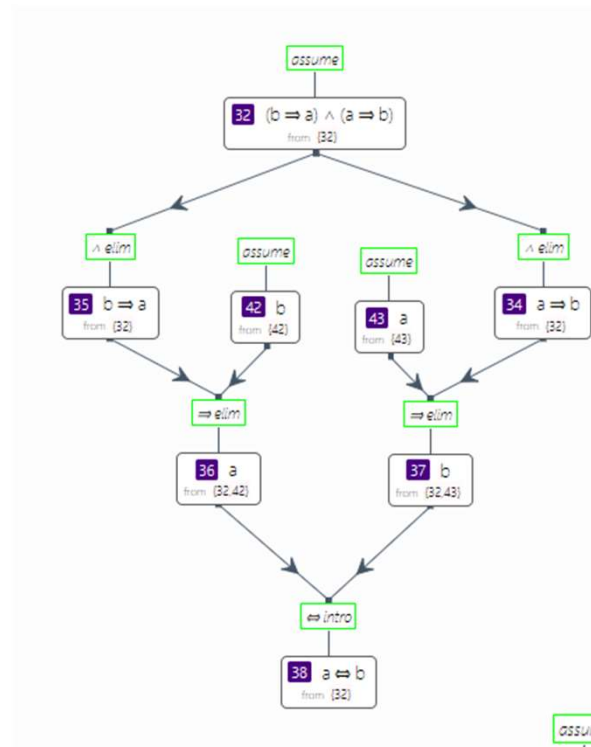 assume
32 (b ⇒ a) ∧ (a ⇒ b)
from {32}
∧ elim
∧ elim
assume
assume
35 b ⇒ a
from {32}
42 b
from {42}
43 a
from {43}
34 a ⇒ b
from {32}
⇒ elim
⇒ elim
36 a
from {32,42}
37 b
from {32,43}
⇔ intro
38 a ⇔ b
from {32}